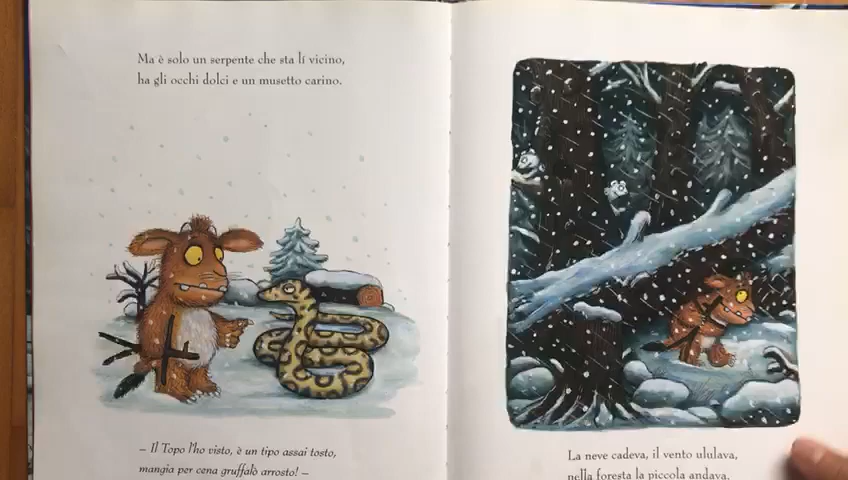 Ma è solo un serpente che sta lì vicino,
ha gli occhi dolci e un musetto carino.
– Il Topo l'ho visto, è un tipo assai tosto,
mangia per cena gruffalò arrosto! –
La neve cadeva, il vento ululava,
nella foresta la piccola andava.